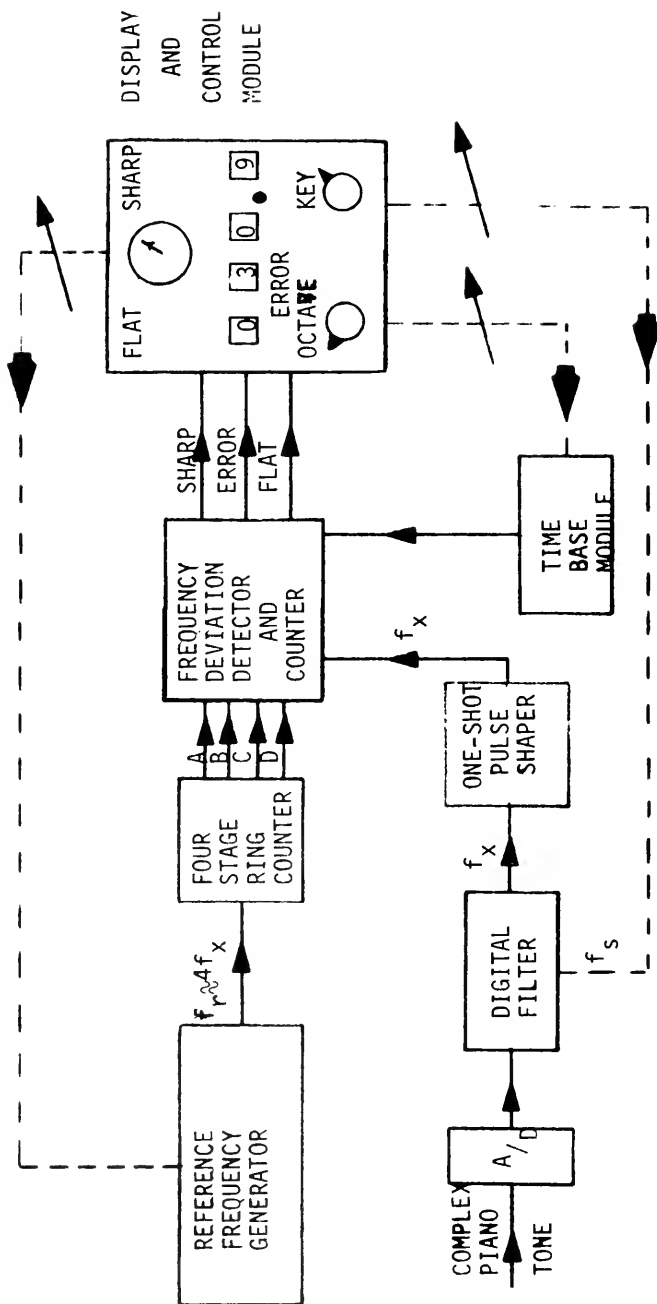 DISPLAY
AND
CONTROL
MODULE
FLAT
SHARP
0 3 0 . 9
ERROR
OCTAVE
KEY
SHARP
ERROR
FLAT
FREQUENCY
DEVIATION
DETECTOR
AND
COUNTER
A
B
C
D
FOUR
STAGE
RING
COUNTER
f_r≈4f_x
REFERENCE
FREQUENCY
GENERATOR
TIME
BASE
MODULE
f_x
ONE-SHOT
PULSE
SHAPER
f_x
DIGITAL
FILTER
f_s
A/D
COMPLEX
PIANO
TONE